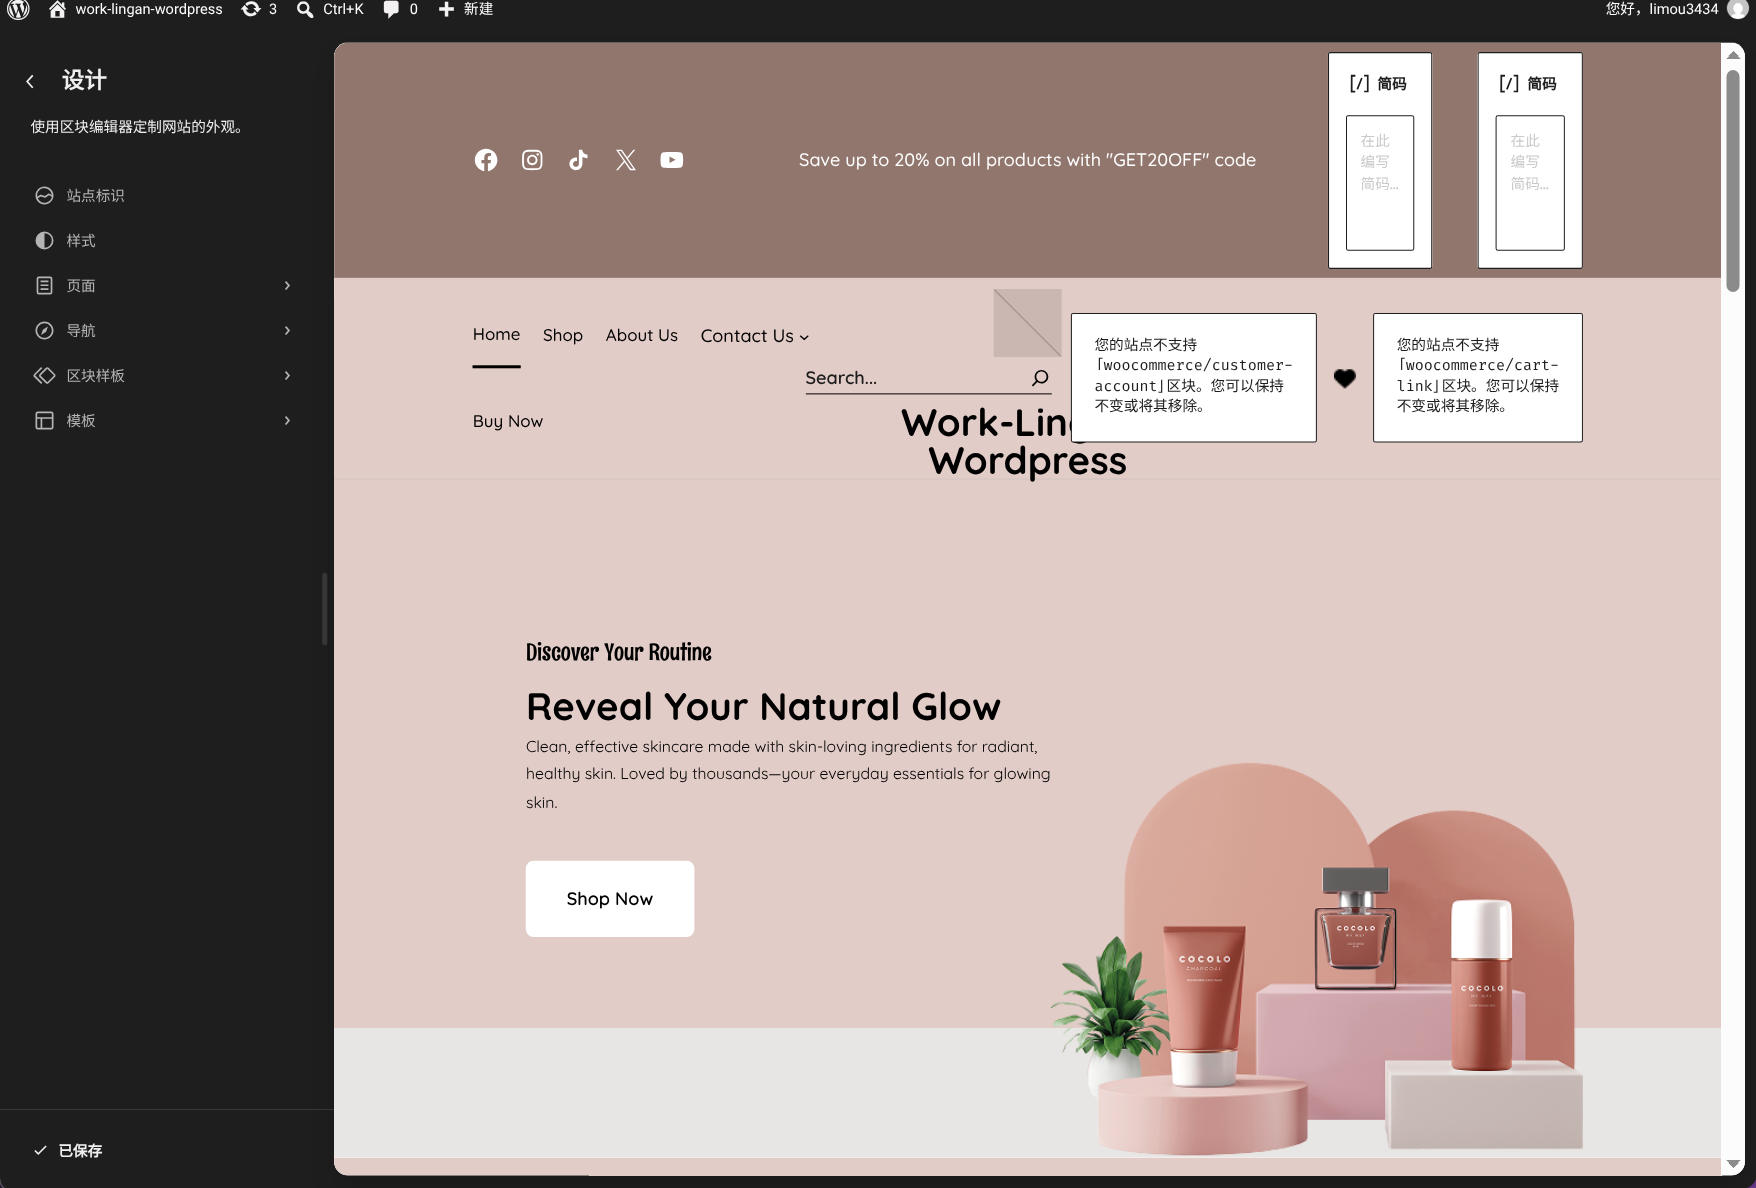 work-lingan-wordpress
3
Ctrl+K
0
新建
您好，limou3434
设计
使用区块编辑器定制网站的外观。
站点标识
样式
页面
导航
区块样板
模板
已保存
Save up to 20% on all products with "GET20OFF" code
[/] 简码
在此
编写
简码...
[/] 简码
在此
编写
简码...
Home
Shop
About Us
Contact Us
Buy Now
Search...
Work-Ling
Wordpress
您的站点不支持
「woocommerce/customer-
account」区块。您可以保持
不变或将其移除。
您的站点不支持
「woocommerce/cart-
link」区块。您可以保持
不变或将其移除。
Discover Your Routine
Reveal Your Natural Glow
Clean, effective skincare made with skin-loving ingredients for radiant,
healthy skin. Loved by thousands—your everyday essentials for glowing
skin.
Shop Now
COCOLO
CHARCOAL
COCOLO
COCOLO